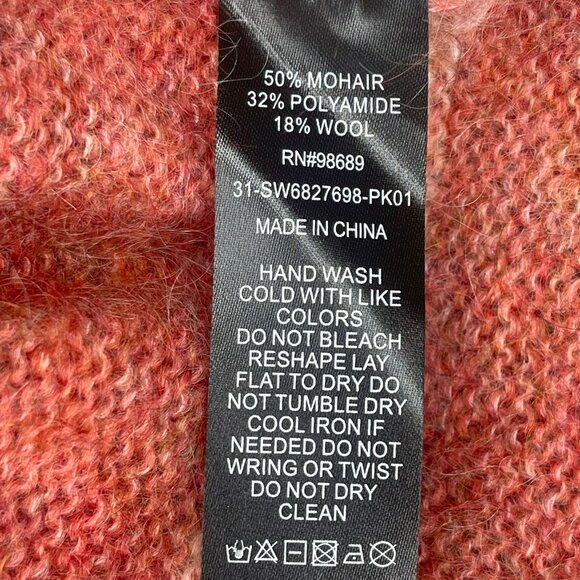 50% MOHAIR
32% POLYAMIDE
18% WOOL
RN#98689
31-SW6827698-PK01
MADE IN CHINA
HAND WASH
COLD WITH LIKE
COLORS
DO NOT BLEACH
RESHAPE LAY
FLAT TO DRY DO
NOT TUMBLE DRY
COOL IRON IF
NEEDED DO NOT
WRING OR TWIST
DO NOT DRY
CLEAN